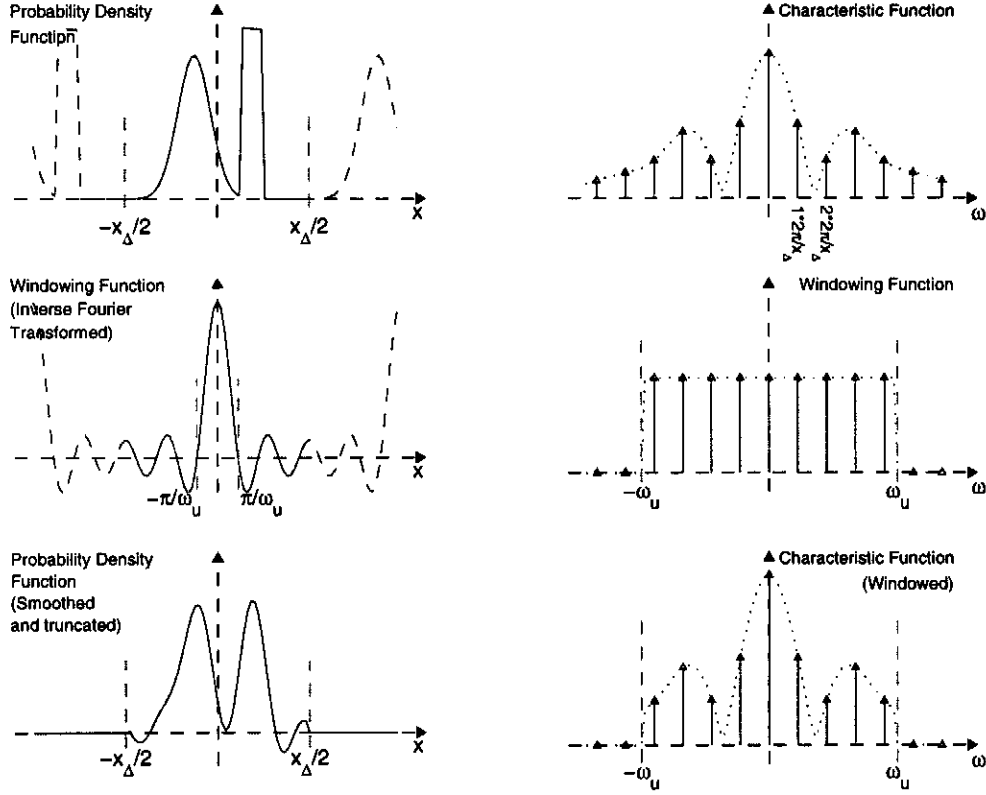 Probability Density
Function
x
-x_Δ/2
x_Δ/2
Characteristic Function
ω
1*2π/x_Δ
2*2π/x_Δ
Windowing Function
(Inverse Fourier
Transformed)
x
-π/ω_u
π/ω_u
Windowing Function
-ω_u
ω_u
ω
Probability Density
Function
(Smoothed
and truncated)
x
-x_Δ/2
x_Δ/2
Characteristic Function
(Windowed)
-ω_u
ω_u
ω